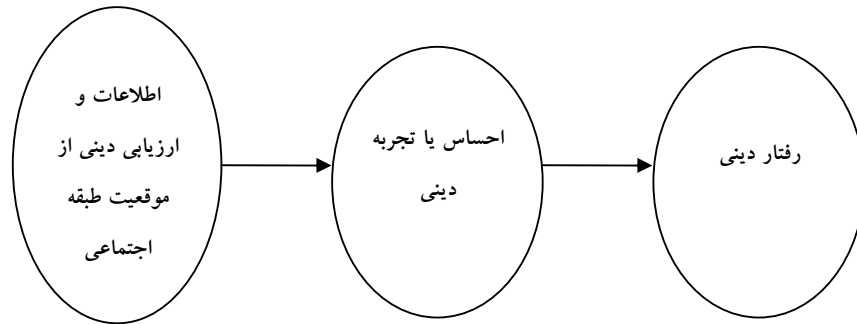 اطلاعات و
ارزیابی دینی از
موقعیت طبقه
اجتماعی
احساس یا تجربه
دینی
رفتار دینی